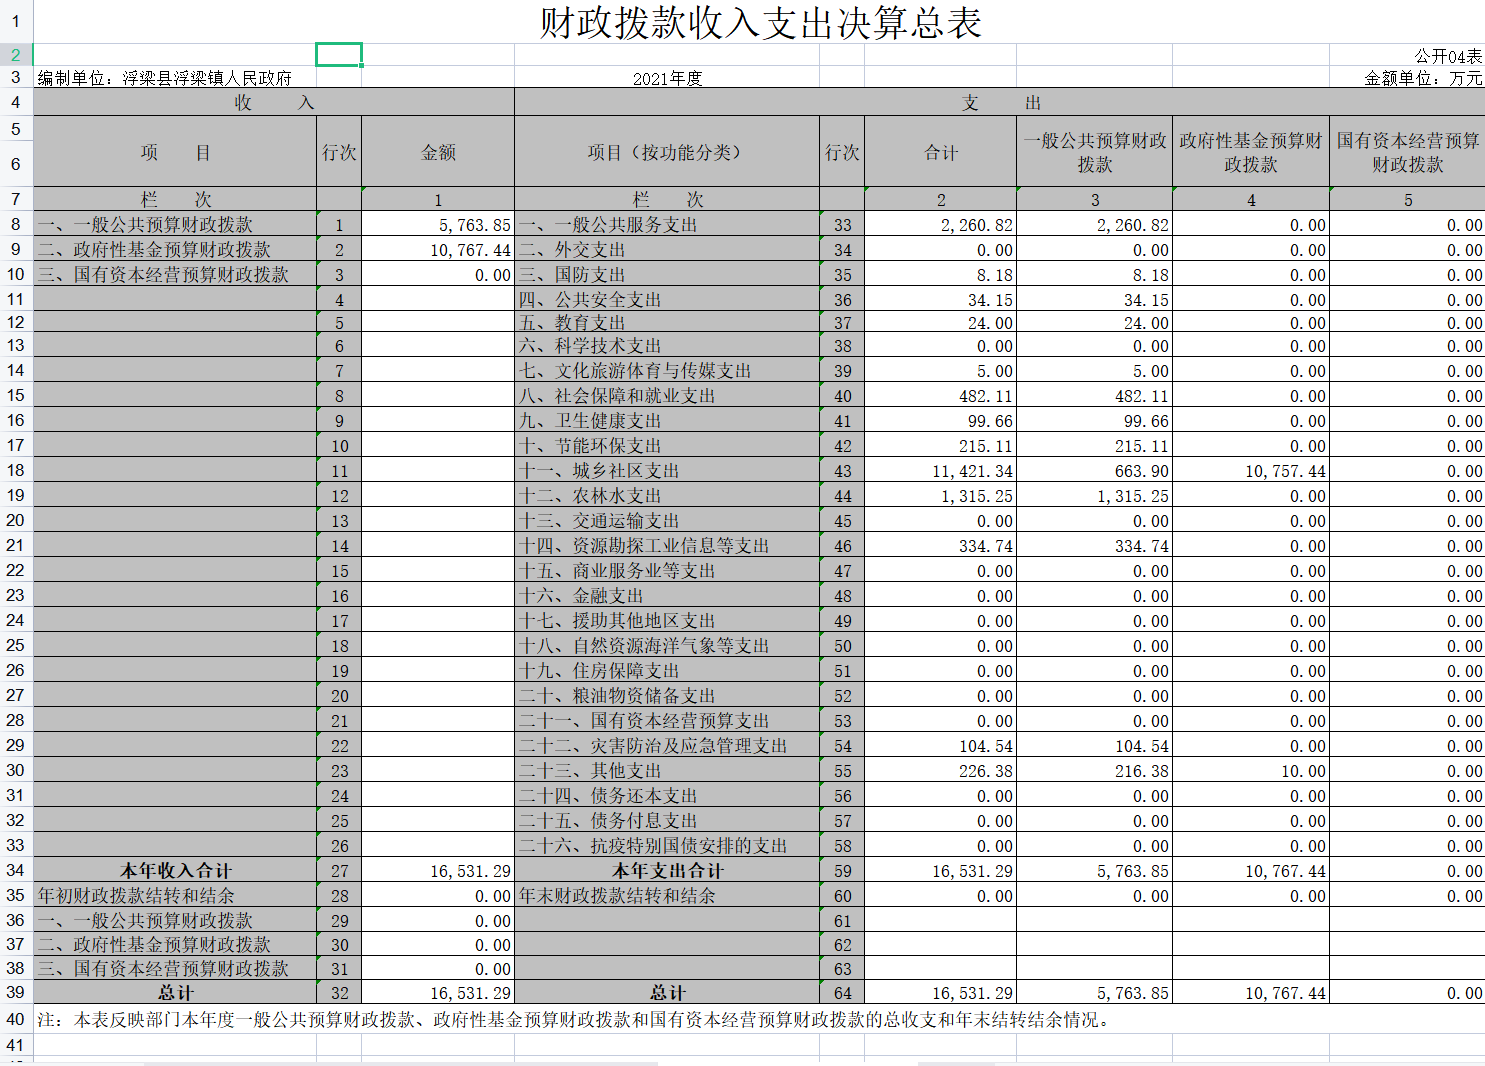 财政拨款收入支出决算总表
公开04表
编制单位：浮梁县浮梁镇人民政府 2021年度 金额单位：万元
收 入 支 出
项 目 行次 金额 项目（按功能分类） 行次 合计 一般公共预算财政拨款 政府性基金预算财政拨款 国有资本经营预算财政拨款
栏 次 1 栏 次 2 3 4 5
一、一般公共预算财政拨款 1 5,763.85 一、一般公共服务支出 33 2,260.82 2,260.82 0.00 0.00
二、政府性基金预算财政拨款 2 10,767.44 二、外交支出 34 0.00 0.00 0.00 0.00
三、国有资本经营预算财政拨款 3 0.00 三、国防支出 35 8.18 8.18 0.00 0.00
4 四、公共安全支出 36 34.15 34.15 0.00 0.00
5 五、教育支出 37 24.00 24.00 0.00 0.00
6 六、科学技术支出 38 0.00 0.00 0.00 0.00
7 七、文化旅游体育与传媒支出 39 5.00 5.00 0.00 0.00
8 八、社会保障和就业支出 40 482.11 482.11 0.00 0.00
9 九、卫生健康支出 41 99.66 99.66 0.00 0.00
10 十、节能环保支出 42 215.11 215.11 0.00 0.00
11 十一、城乡社区支出 43 11,421.34 663.90 10,757.44 0.00
12 十二、农林水支出 44 1,315.25 1,315.25 0.00 0.00
13 十三、交通运输支出 45 0.00 0.00 0.00 0.00
14 十四、资源勘探工业信息等支出 46 334.74 334.74 0.00 0.00
15 十五、商业服务业等支出 47 0.00 0.00 0.00 0.00
16 十六、金融支出 48 0.00 0.00 0.00 0.00
17 十七、援助其他地区支出 49 0.00 0.00 0.00 0.00
18 十八、自然资源海洋气象等支出 50 0.00 0.00 0.00 0.00
19 十九、住房保障支出 51 0.00 0.00 0.00 0.00
20 二十、粮油物资储备支出 52 0.00 0.00 0.00 0.00
21 二十一、国有资本经营预算支出 53 0.00 0.00 0.00 0.00
22 二十二、灾害防治及应急管理支出 54 104.54 104.54 0.00 0.00
23 二十三、其他支出 55 226.38 216.38 10.00 0.00
24 二十四、债务还本支出 56 0.00 0.00 0.00 0.00
25 二十五、债务付息支出 57 0.00 0.00 0.00 0.00
26 二十六、抗疫特别国债安排的支出 58 0.00 0.00 0.00 0.00
本年收入合计 27 16,531.29 本年支出合计 59 16,531.29 5,763.85 10,767.44 0.00
年初财政拨款结转和结余 28 0.00 年末财政拨款结转和结余 60 0.00 0.00 0.00 0.00
一、一般公共预算财政拨款 29 0.00 61
二、政府性基金预算财政拨款 30 0.00 62
三、国有资本经营预算财政拨款 31 0.00 63
总计 32 16,531.29 总计 64 16,531.29 5,763.85 10,767.44 0.00
注：本表反映部门本年度一般公共预算财政拨款、政府性基金预算财政拨款和国有资本经营预算财政拨款的总收支和年末结转结余情况。